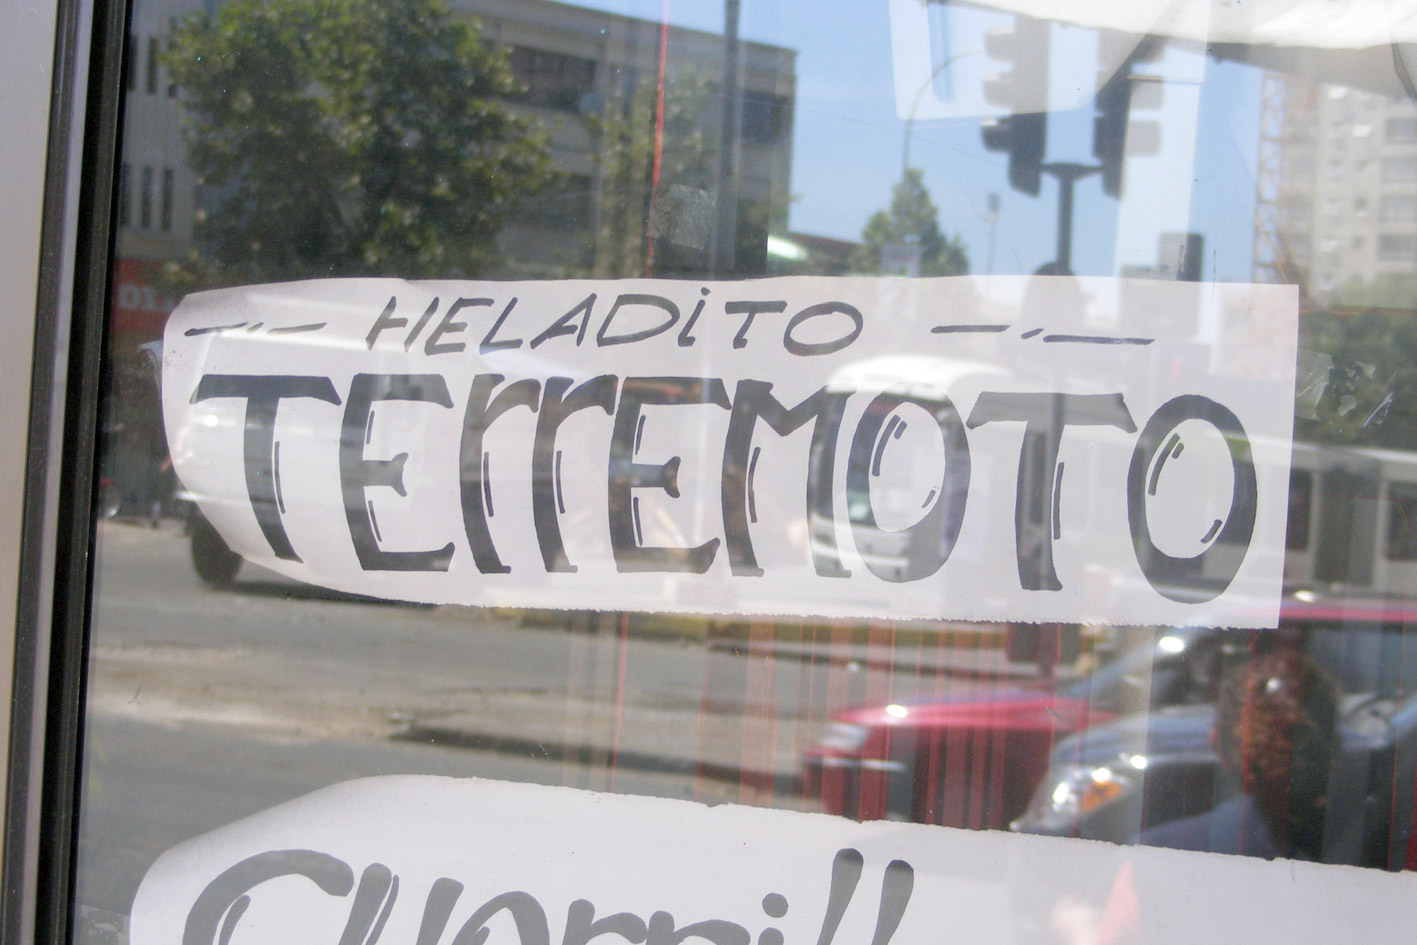 —·— HELADiTO —·—
TErrEMOTO